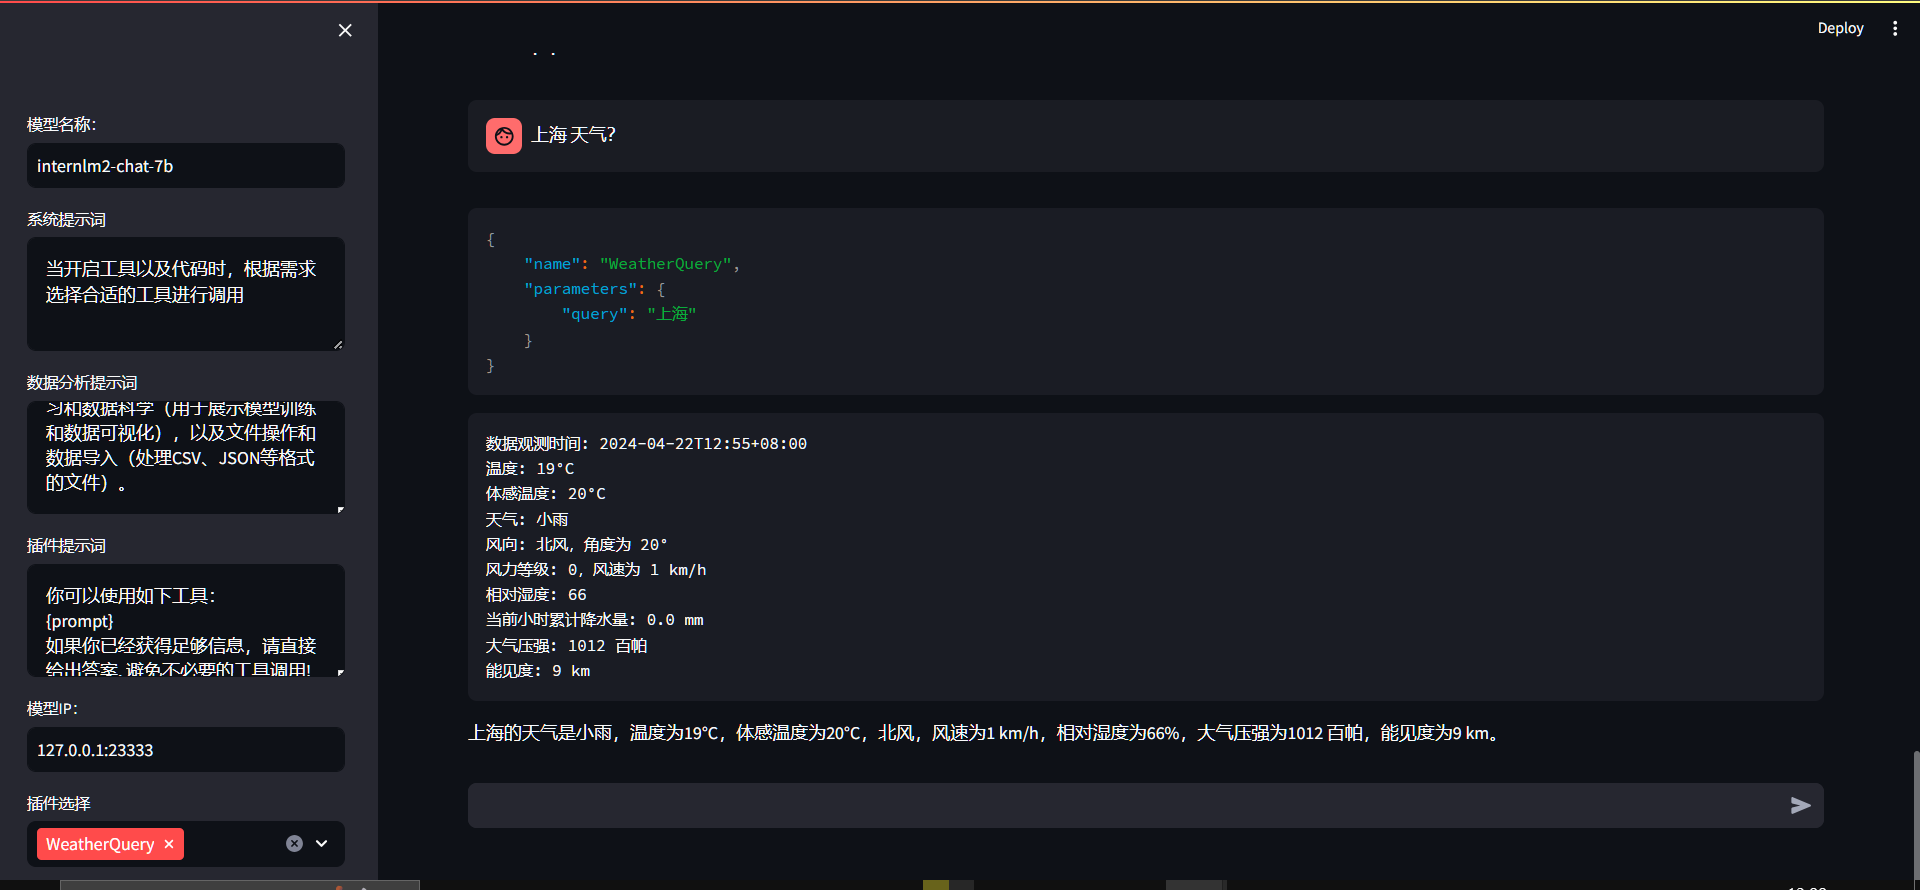 Deploy
模型名称：
internlm2-chat-7b
系统提示词
当开启工具以及代码时，根据需求
选择合适的工具进行调用
数据分析提示词
习和数据科学（用于展示模型训练
和数据可视化），以及文件操作和
数据导入（处理CSV、JSON等格式
的文件）。
插件提示词
你可以使用如下工具：
{prompt}
如果你已经获得足够信息，请直接
给出答案. 避免不必要的工具调用!
模型IP：
127.0.0.1:23333
插件选择
WeatherQuery
上海天气?
{
"name": "WeatherQuery",
"parameters": {
"query": "上海"
}
}
数据观测时间: 2024-04-22T12:55+08:00
温度: 19°C
体感温度: 20°C
天气: 小雨
风向: 北风，角度为 20°
风力等级: 0，风速为 1 km/h
相对湿度: 66
当前小时累计降水量: 0.0 mm
大气压强: 1012 百帕
能见度: 9 km
上海的天气是小雨，温度为19°C，体感温度为20°C，北风，风速为1 km/h，相对湿度为66%，大气压强为1012 百帕，能见度为9 km。